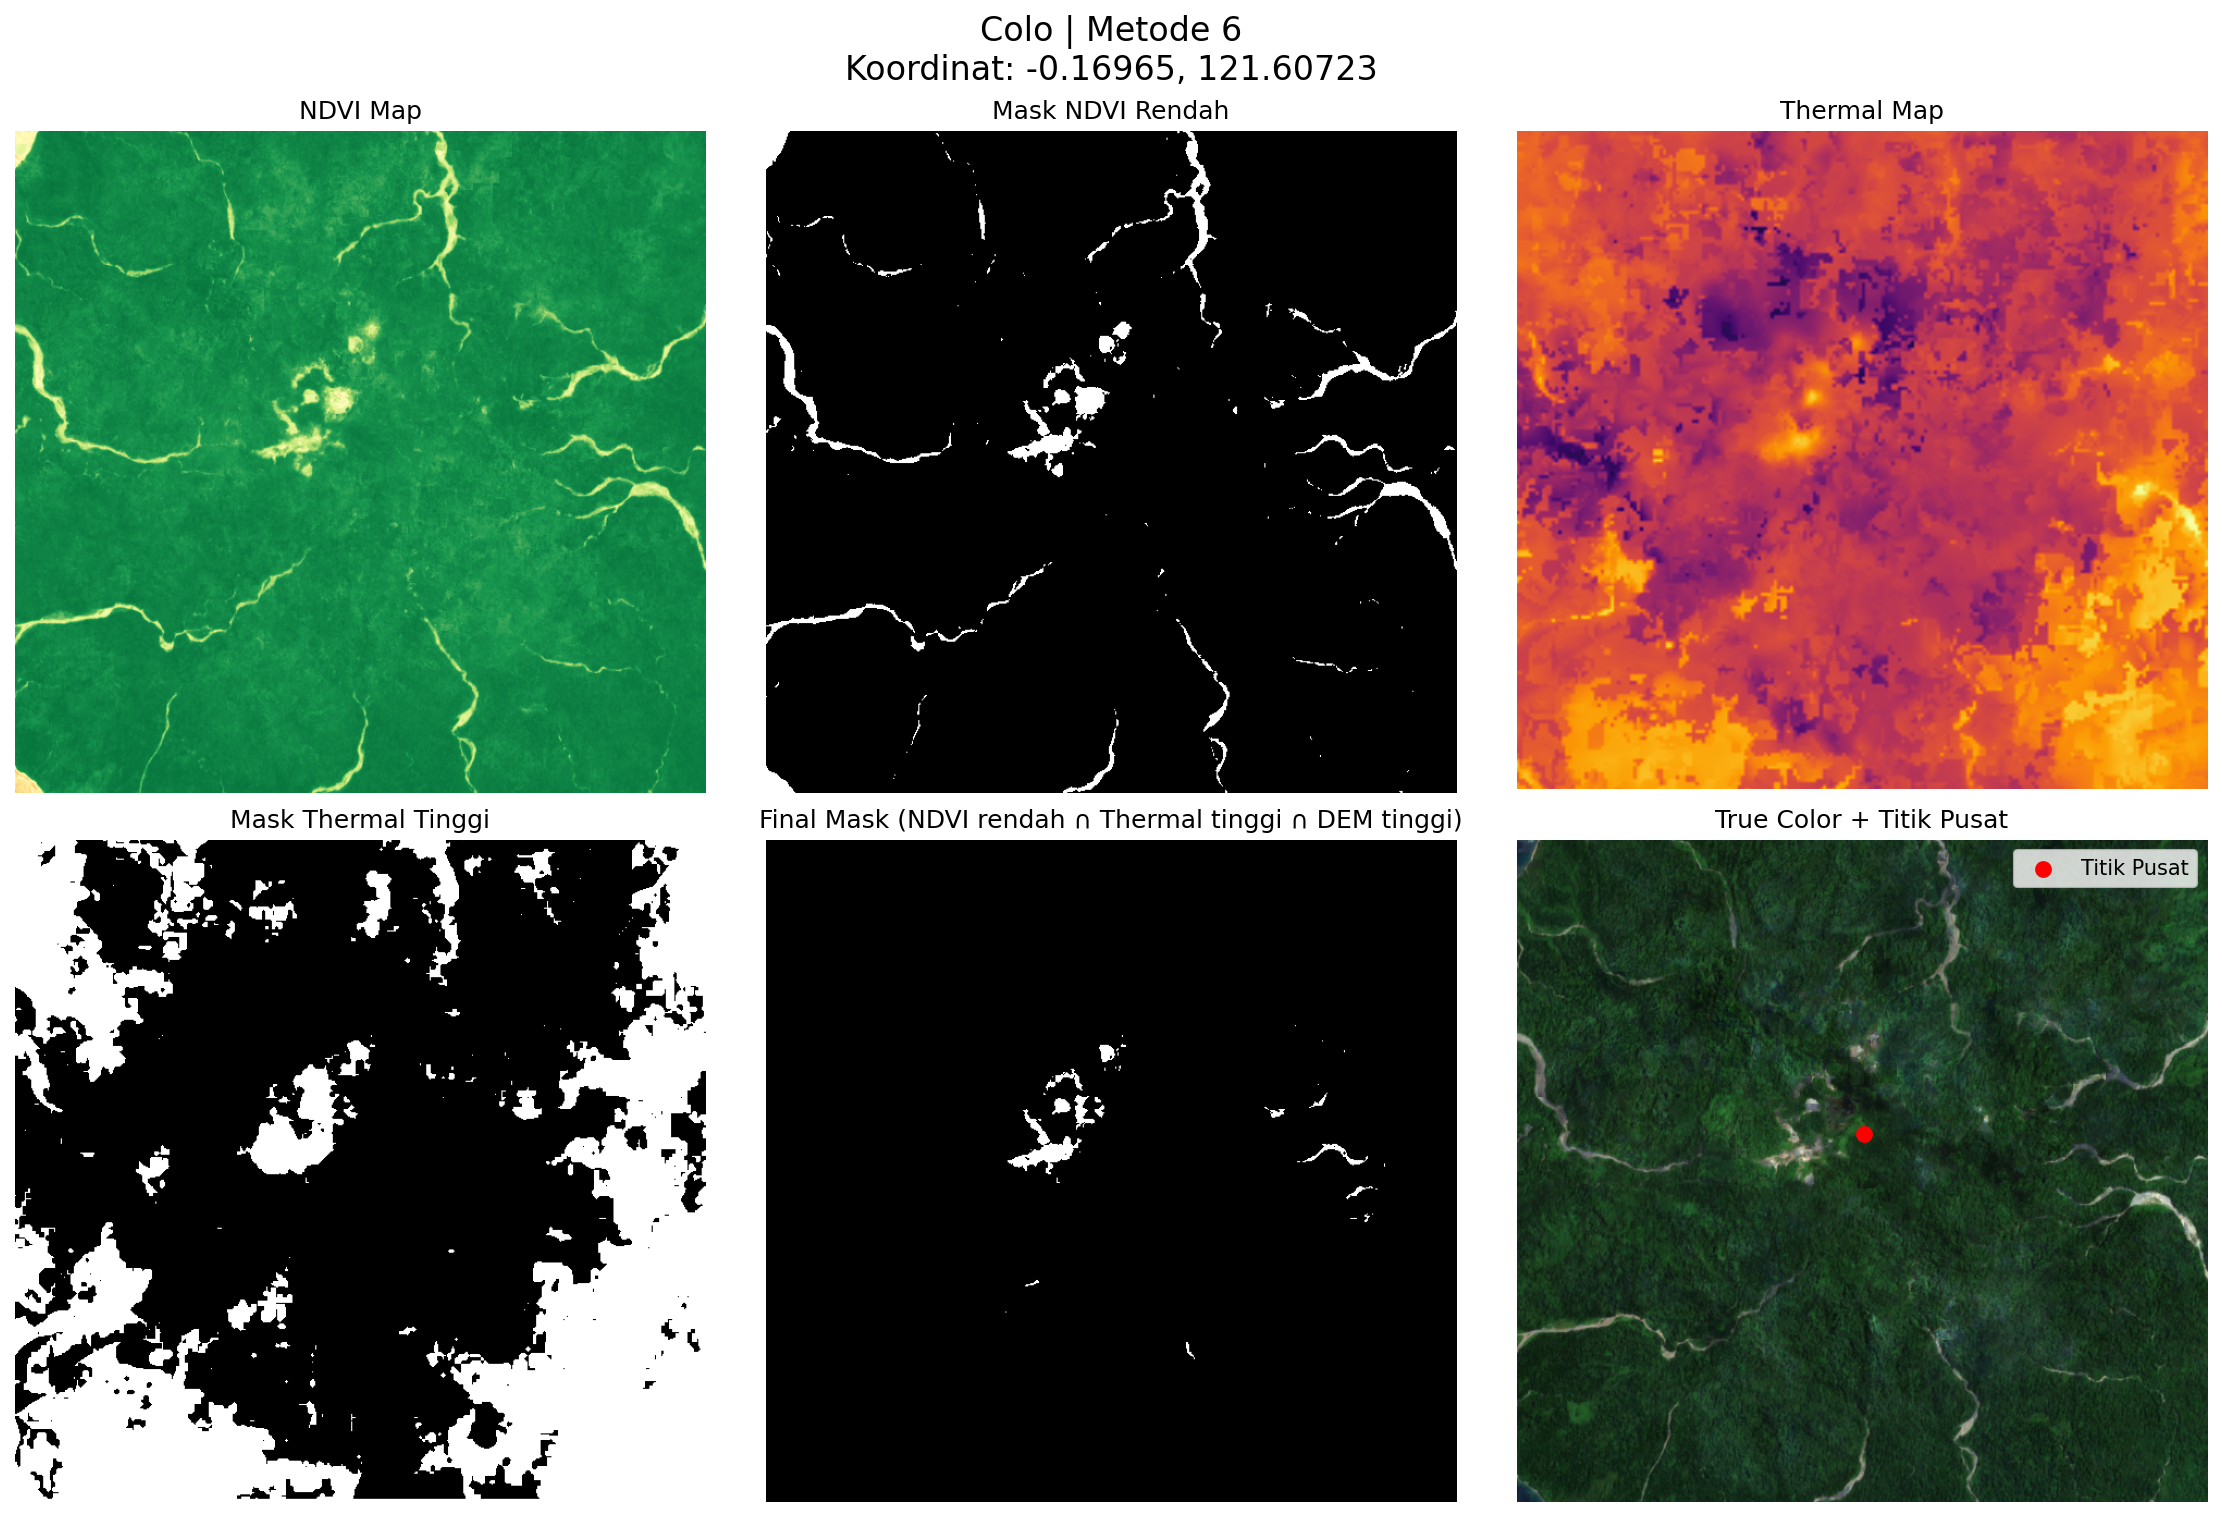 Colo | Metode 6
Koordinat: -0.16965, 121.60723
NDVI Map
Mask NDVI Rendah
Thermal Map
Mask Thermal Tinggi
Final Mask (NDVI rendah ∩ Thermal tinggi ∩ DEM tinggi)
True Color + Titik Pusat
Titik Pusat